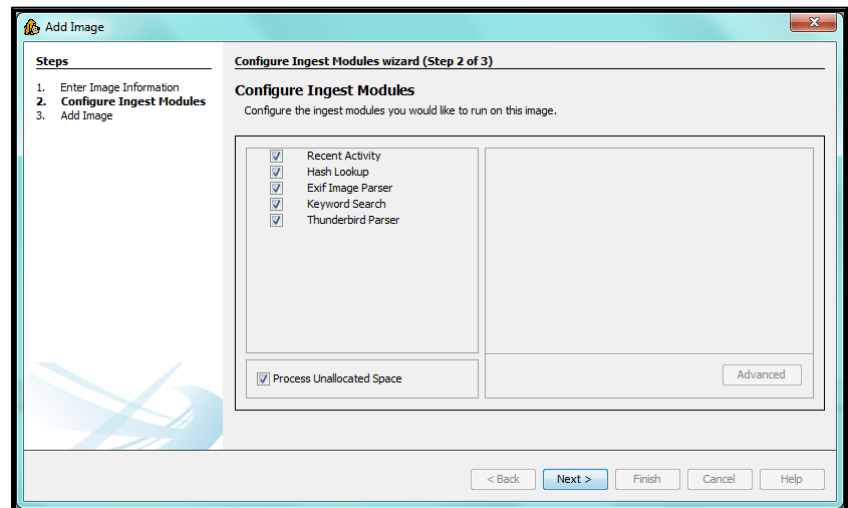 Add Image
Steps
1. Enter Image Information
2. Configure Ingest Modules
3. Add Image
Configure Ingest Modules wizard (Step 2 of 3)
Configure Ingest Modules
Configure the ingest modules you would like to run on this image.
Recent Activity
Hash Lookup
Exif Image Parser
Keyword Search
Thunderbird Parser
Process Unallocated Space
Advanced
< Back
Next >
Finish
Cancel
Help